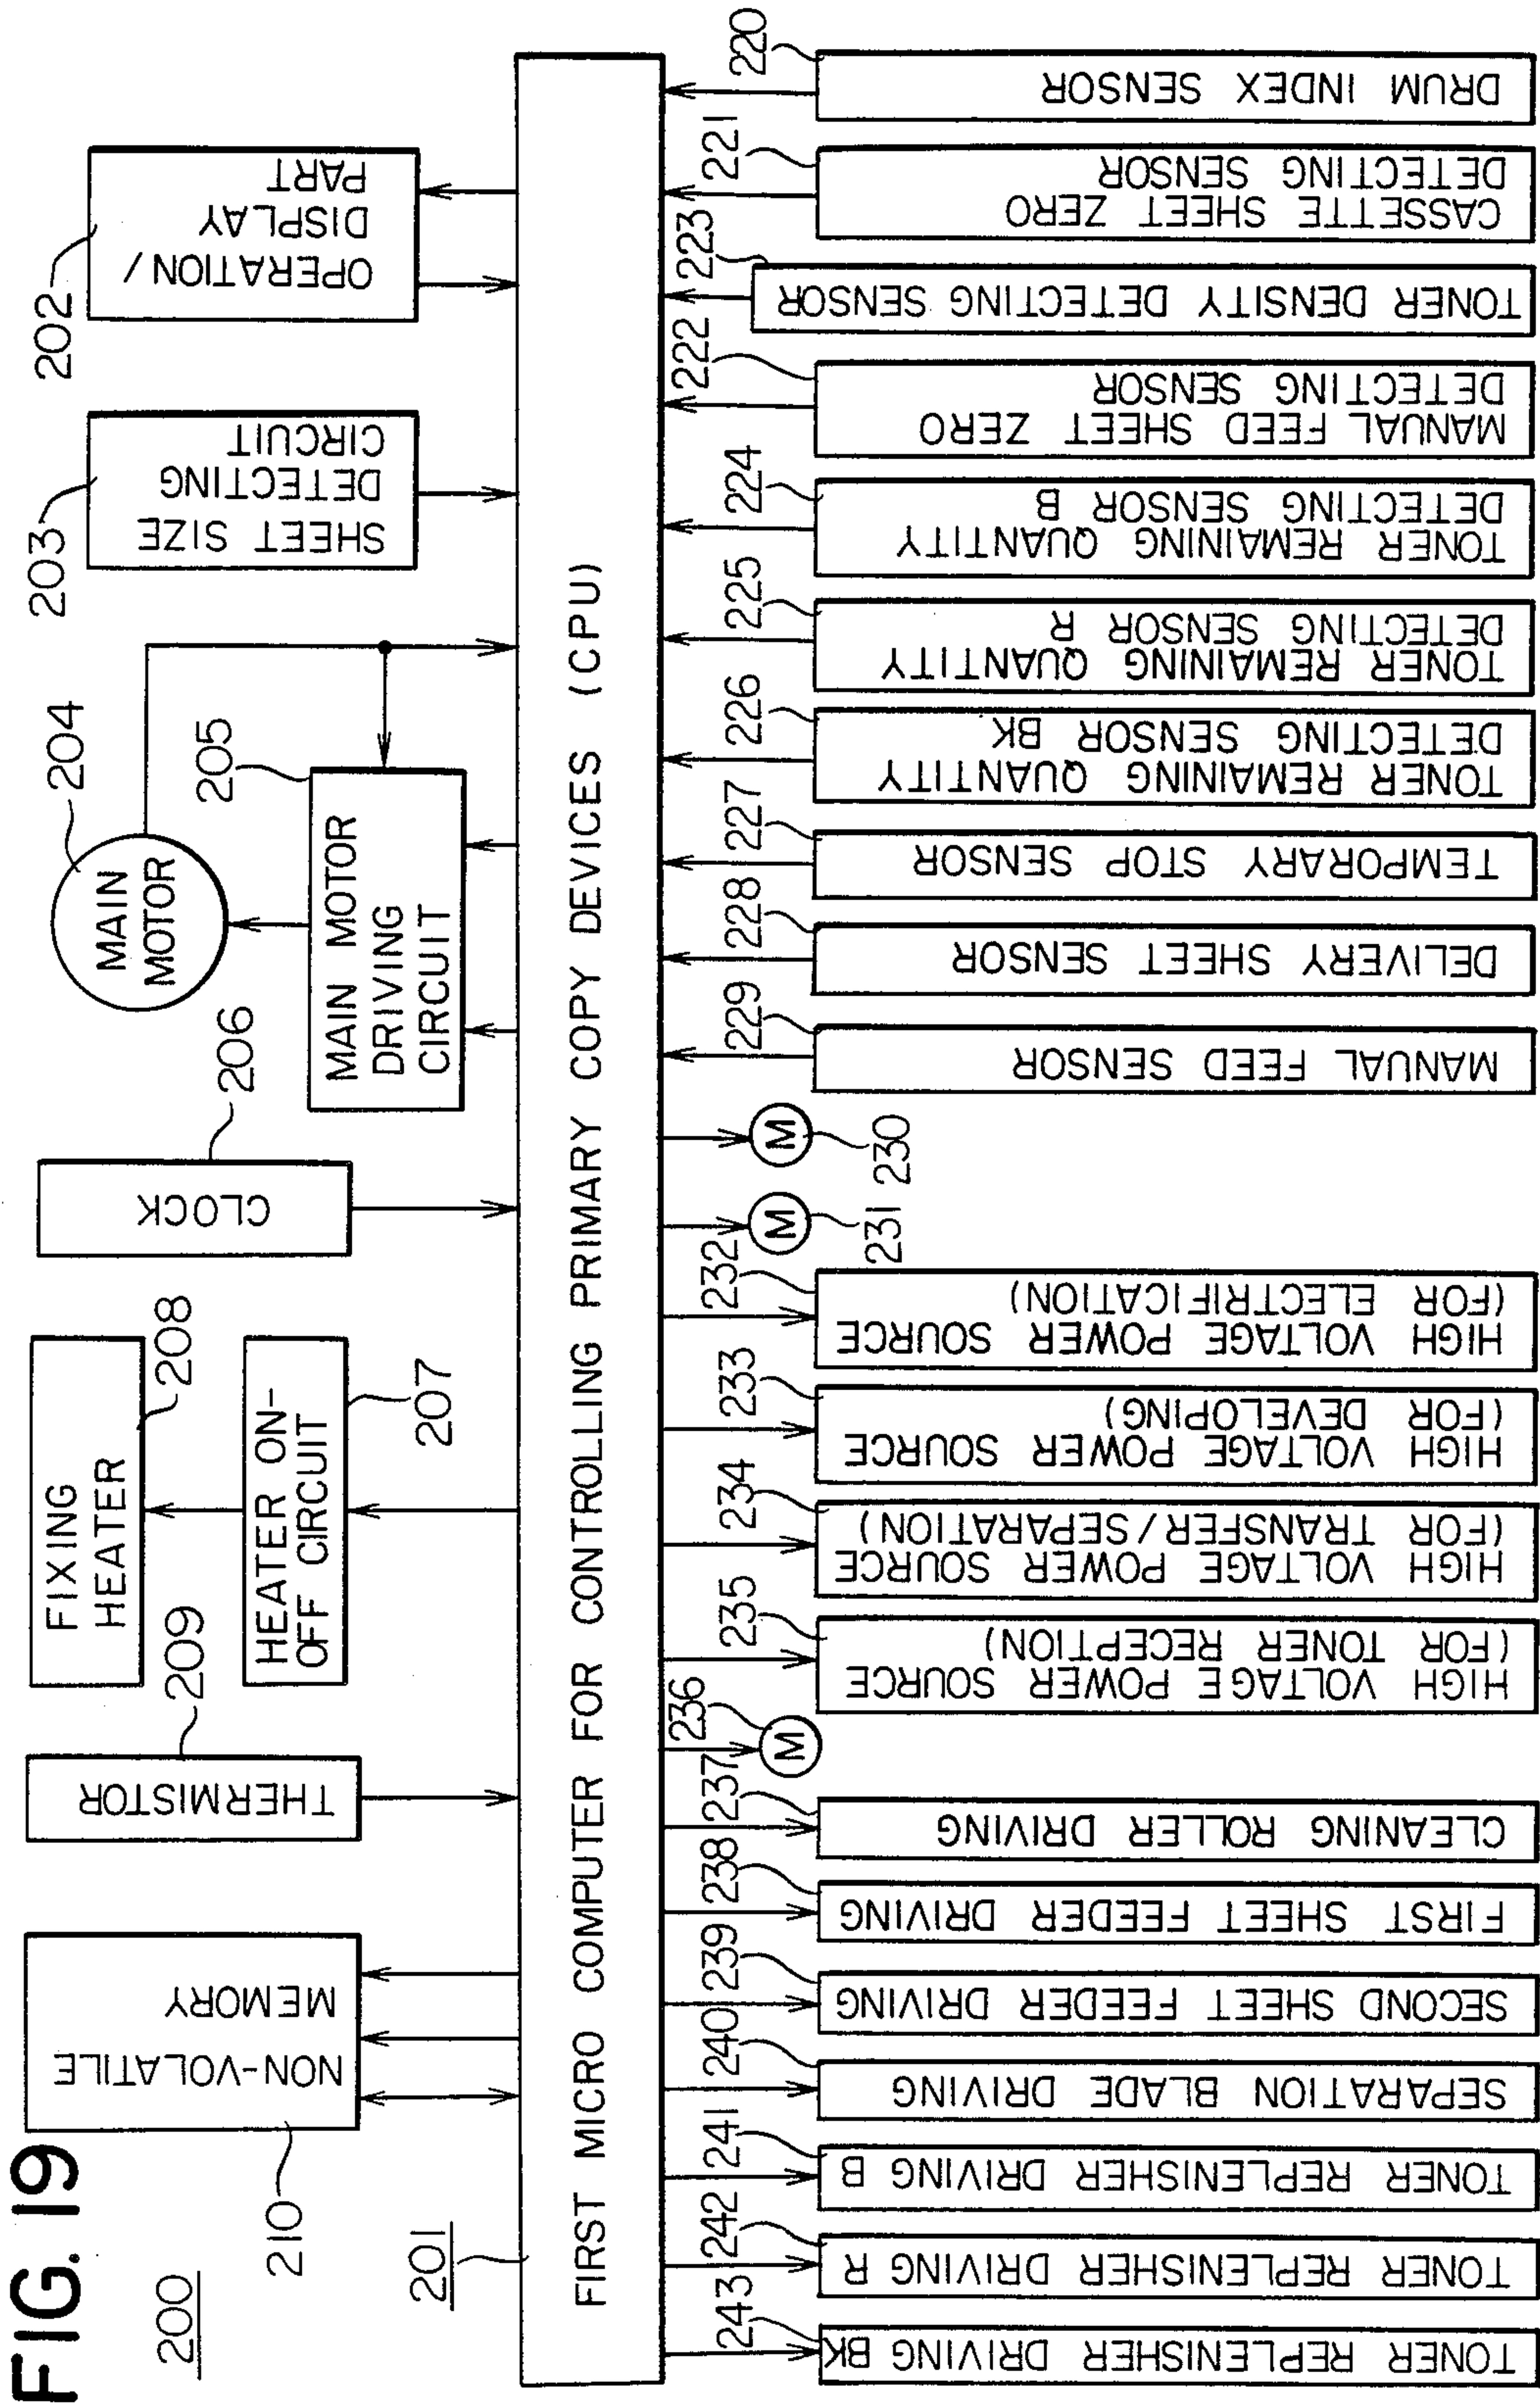 FIG. 19
200
210
NON-VOLATILE
MEMORY
209
THERMISTOR
208
FIXING
HEATER
207
HEATER ON-
OFF CIRCUIT
206
CLOCK
204
MAIN
MOTOR
205
MAIN MOTOR
DRIVING
CIRCUIT
203
SHEET SIZE
DETECTING
CIRCUIT
202
OPERATION/
DISPLAY
PART
201
FIRST MICRO COMPUTER FOR CONTROLLING PRIMARY COPY DEVICES (CPU)
243
TONER REPLENISHER DRIVING BK
242
TONER REPLENISHER DRIVING R
241
TONER REPLENISHER DRIVING B
240
SEPARATION BLADE DRIVING
239
SECOND SHEET FEEDER DRIVING
238
FIRST SHEET FEEDER DRIVING
237
CLEANING ROLLER DRIVING
236
M
235
HIGH VOLTAGE POWER SOURCE
(FOR TONER RECEPTION)
234
HIGH VOLTAGE POWER SOURCE
(FOR TRANSFER/SEPARATION)
233
HIGH VOLTAGE POWER SOURCE
(FOR DEVELOPING)
232
HIGH VOLTAGE POWER SOURCE
(FOR ELECTRIFICATION)
M
231
M
230
229
MANUAL FEED SENSOR
228
DELIVERY SHEET SENSOR
227
TEMPORARY STOP SENSOR
226
TONER REMAINING QUANTITY
DETECTING SENSOR BK
225
TONER REMAINING QUANTITY
DETECTING SENSOR R
224
TONER REMAINING QUANTITY
DETECTING SENSOR B
222
MANUAL FEED SHEET ZERO
DETECTING SENSOR
223
TONER DENSITY DETECTING SENSOR
221
CASSETTE SHEET ZERO
DETECTING SENSOR
220
DRUM INDEX SENSOR